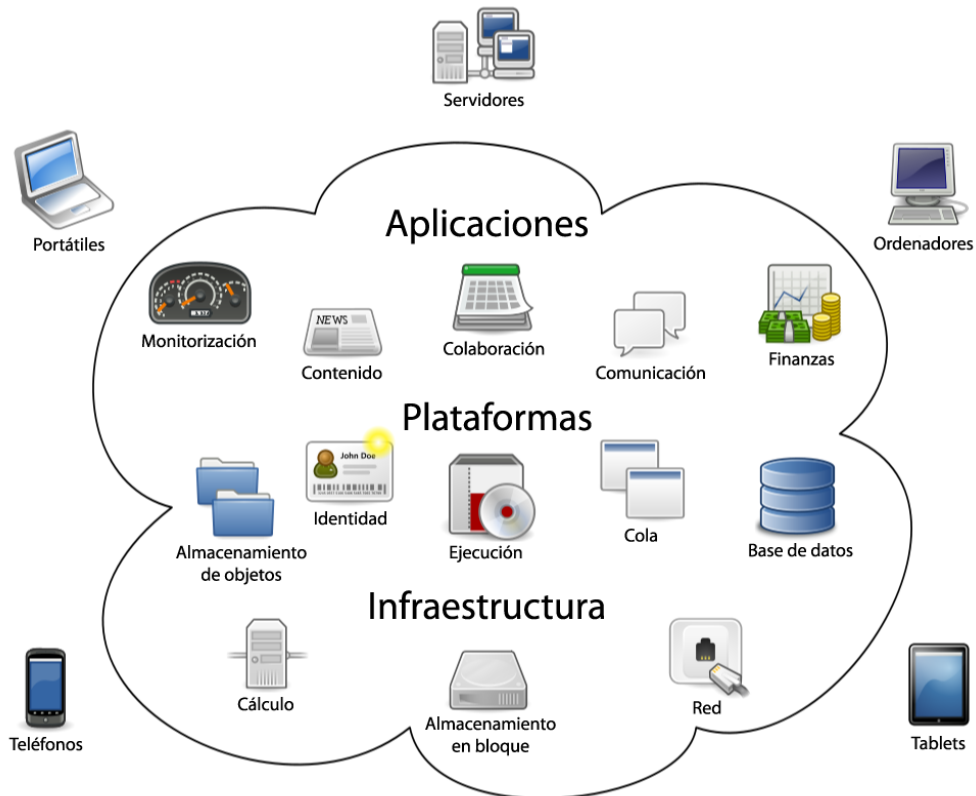 Servidores
Portátiles
Ordenadores
Aplicaciones
Monitorización
NEWS
Contenido
Colaboración
Comunicación
Finanzas
Plataformas
John Doe
Identidad
Almacenamiento
de objetos
Ejecución
Cola
Base de datos
Infraestructura
Cálculo
Almacenamiento
en bloque
Red
Teléfonos
Tablets